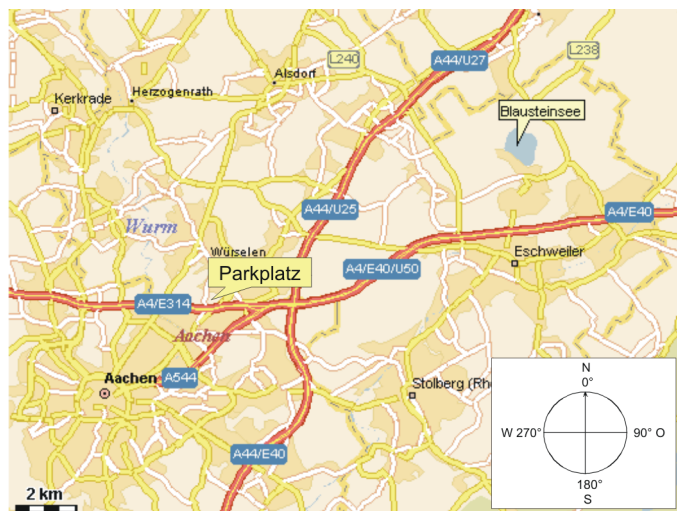 A44/U27
L238
L240
Alsdorf
Herzogenrath
Kerkrade
Blausteinsee
A44/U25
A4/E40
Wurm
Würselen
Eschweiler
A4/E40/U50
Parkplatz
A4/E314
Aachen
Aachen
A544
Stolberg (Rhe
A44/E40
2 km
N
0°
W 270°
90° O
180°
S